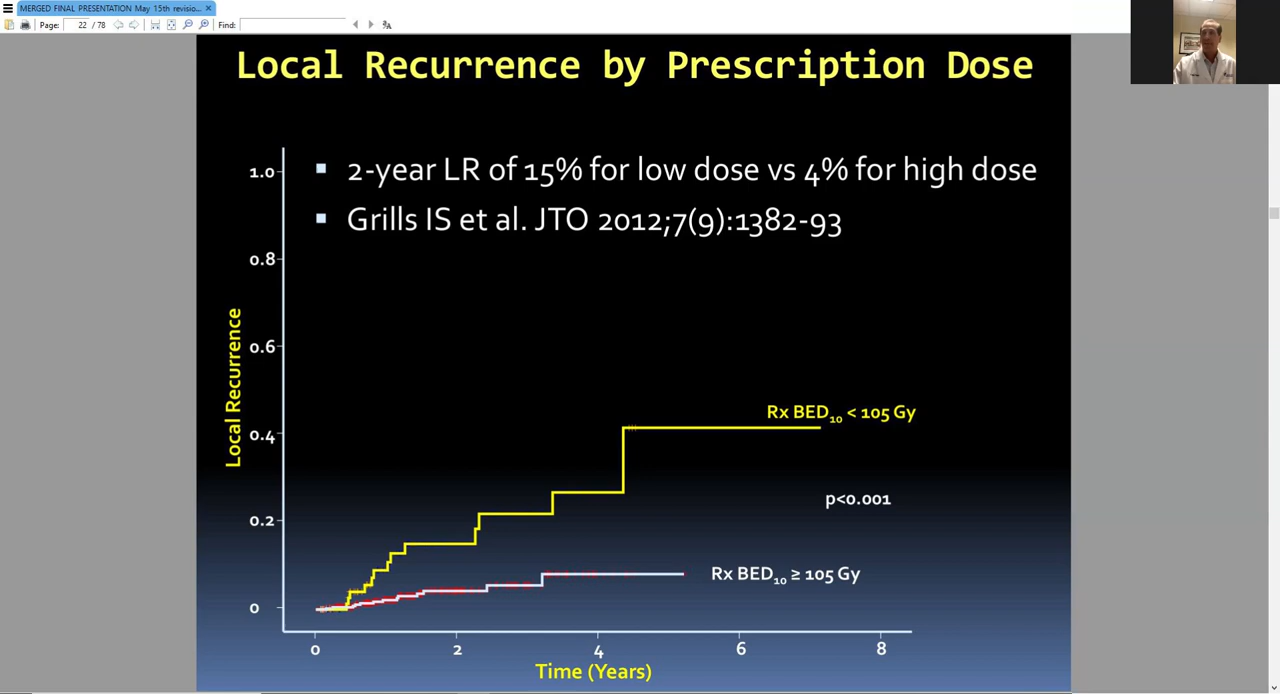 MERGED FINAL PRESENTATION May 15th revisio... ×
Page: 22 / 78 Find:
Local Recurrence by Prescription Dose
2-year LR of 15% for low dose vs 4% for high dose
Grills IS et al. JTO 2012;7(9):1382-93
1.0
0.8
0.6
0.4
0.2
0
Local Recurrence
Rx BED10 < 105 Gy
p<0.001
Rx BED10 ≥ 105 Gy
0 2 4 6 8
Time (Years)